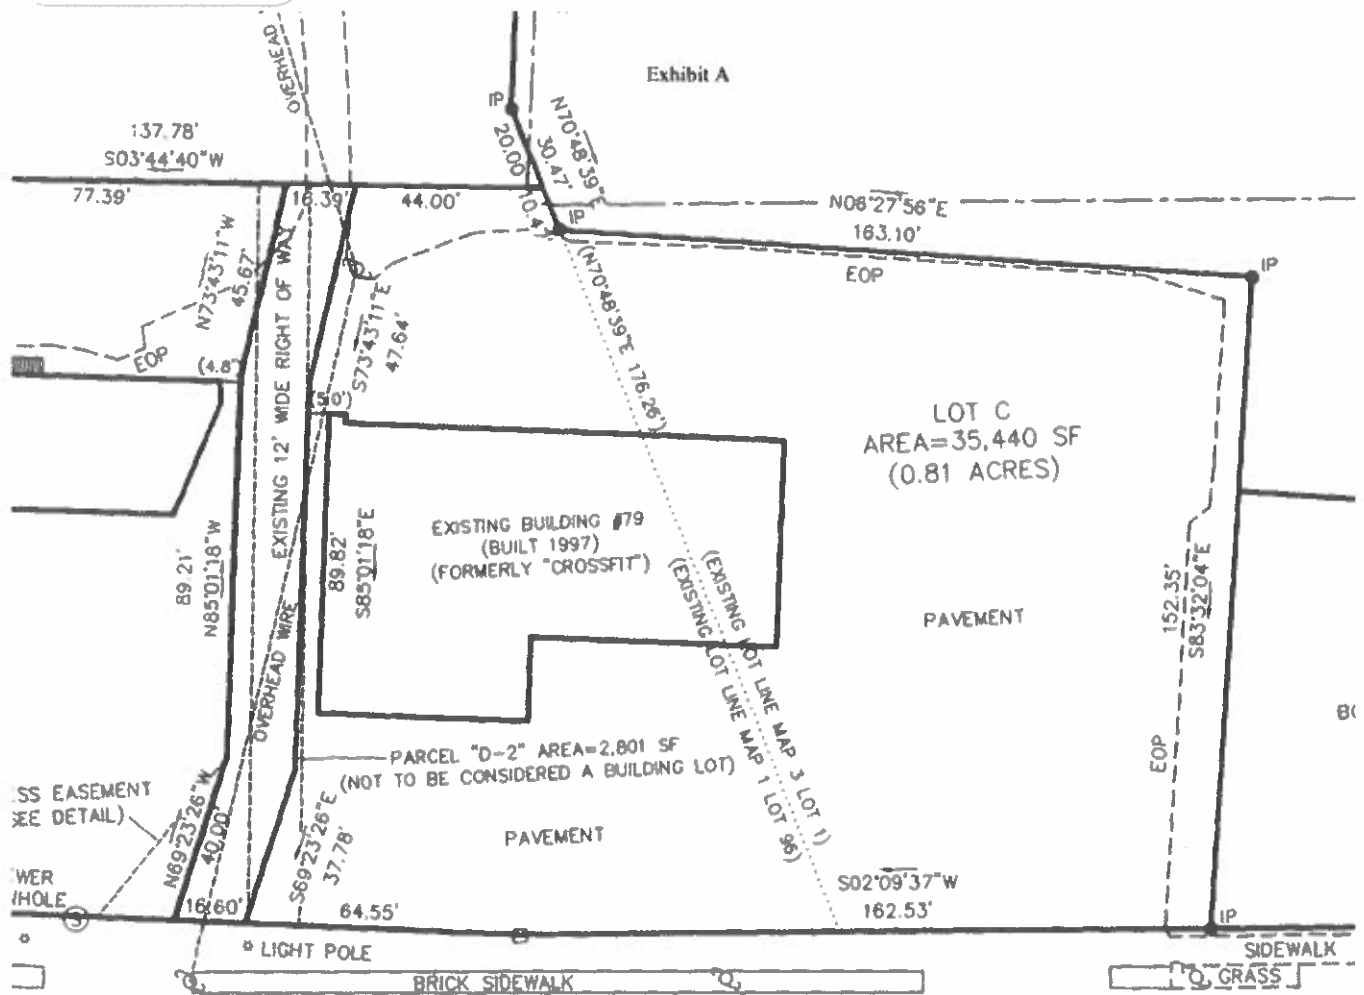 Exhibit A
OVERHEAD
IP
N70°48'39"E
30.47'
20.00
10.47
137.78'
S03°44'40"W
77.39'
16.39'
44.00'
IP
N06°27'56"E
163.10'
EOP
IP
N73°43'11"W
45.67'
EOP
(4.8')
EXISTING 12' WIDE RIGHT OF WAY
S73°43'11"E
47.64'
(5.0')
(N70°48'39"E 176.26')
LOT C
AREA=35,440 SF
(0.81 ACRES)
EXISTING BUILDING #79
(BUILT 1997)
(FORMERLY "CROSSFIT")
89.82'
S85°01'18"E
89.21'
N85°01'18"W
OVERHEAD WIRE
(EXISTING LOT LINE MAP 3 LOT 1)
(EXISTING LOT LINE MAP 1 LOT 96)
PAVEMENT
152.35'
S83°32'04"E
EOP
BO
PARCEL "D-2" AREA=2,801 SF
(NOT TO BE CONSIDERED A BUILDING LOT)
SS EASEMENT
SEE DETAIL)
N69°23'26"W
40.00'
S69°23'26"E
37.78'
PAVEMENT
WER
HOLE
S
16.60'
64.55'
S02°09'37"W
162.53'
IP
LIGHT POLE
SIDEWALK
BRICK SIDEWALK
GRASS